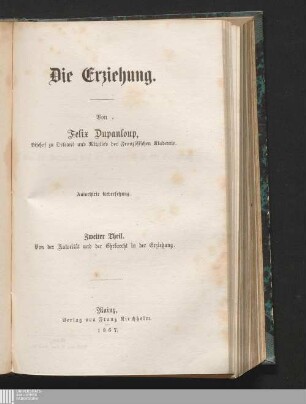 Die Erziehung.
Von
Felix Dupanloup,
Bischof zu Orleans und Mitglied der Französischen Akademie.
Autorisirte Uebersetzung.
Zweiter Theil.
Von der Autorität und der Ehrfurcht in der Erziehung.
Mainz,
Verlag von Franz Kirchheim.
1867.